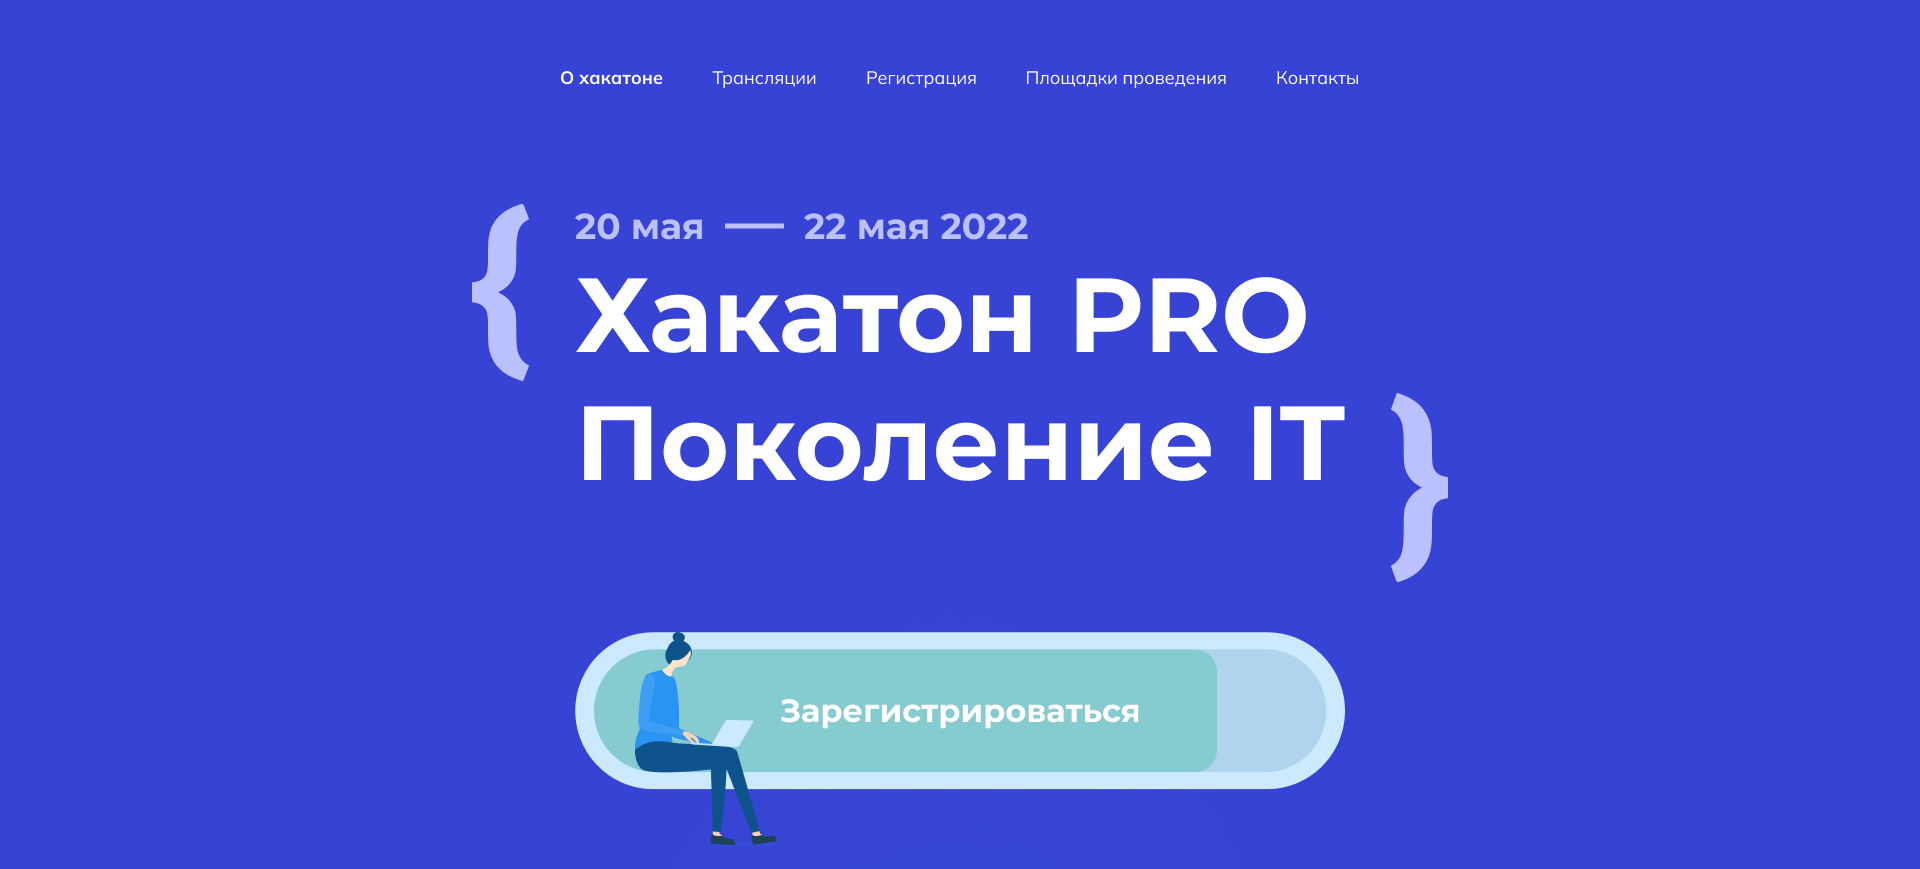 О хакатоне Трансляции Регистрация Площадки проведения Контакты
20 мая — 22 мая 2022
{ Хакатон PRO
Поколение IT }
Зарегистрироваться